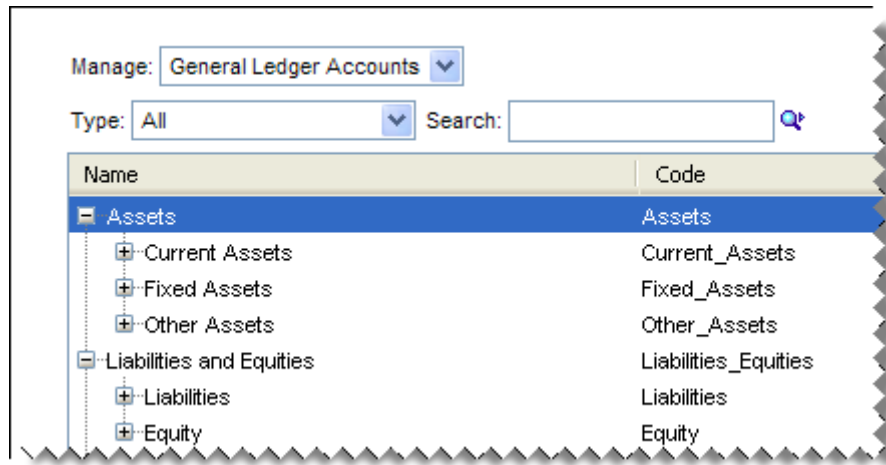 Manage: General Ledger Accounts
Type: All Search:
Name Code
Assets Assets
Current Assets Current_Assets
Fixed Assets Fixed_Assets
Other Assets Other_Assets
Liabilities and Equities Liabilities_Equities
Liabilities Liabilities
Equity Equity